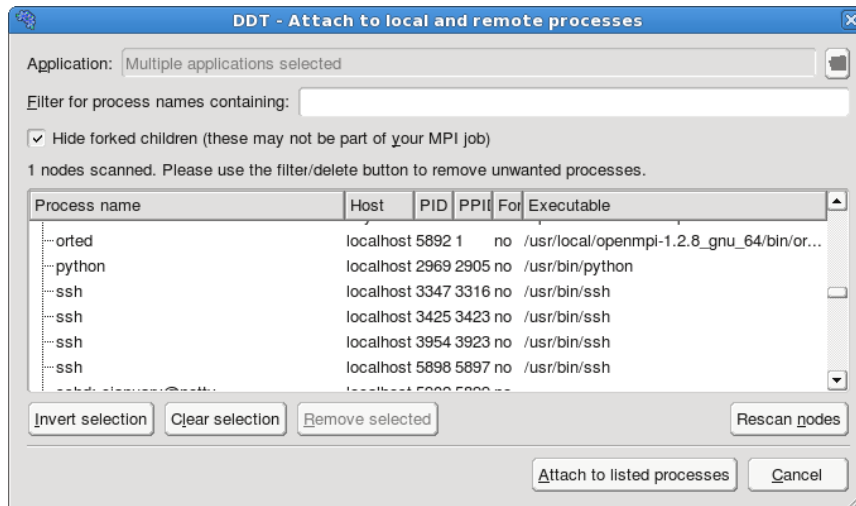 DDT - Attach to local and remote processes
Application: Multiple applications selected
Filter for process names containing:
Hide forked children (these may not be part of your MPI job)
1 nodes scanned. Please use the filter/delete button to remove unwanted processes.
Process name Host PID PPID For Executable
orted localhost 5892 1 no /usr/local/openmpi-1.2.8_gnu_64/bin/or...
python localhost 2969 2905 no /usr/bin/python
ssh localhost 3347 3316 no /usr/bin/ssh
ssh localhost 3425 3423 no /usr/bin/ssh
ssh localhost 3954 3923 no /usr/bin/ssh
ssh localhost 5898 5897 no /usr/bin/ssh
Invert selection Clear selection Remove selected Rescan nodes
Attach to listed processes Cancel